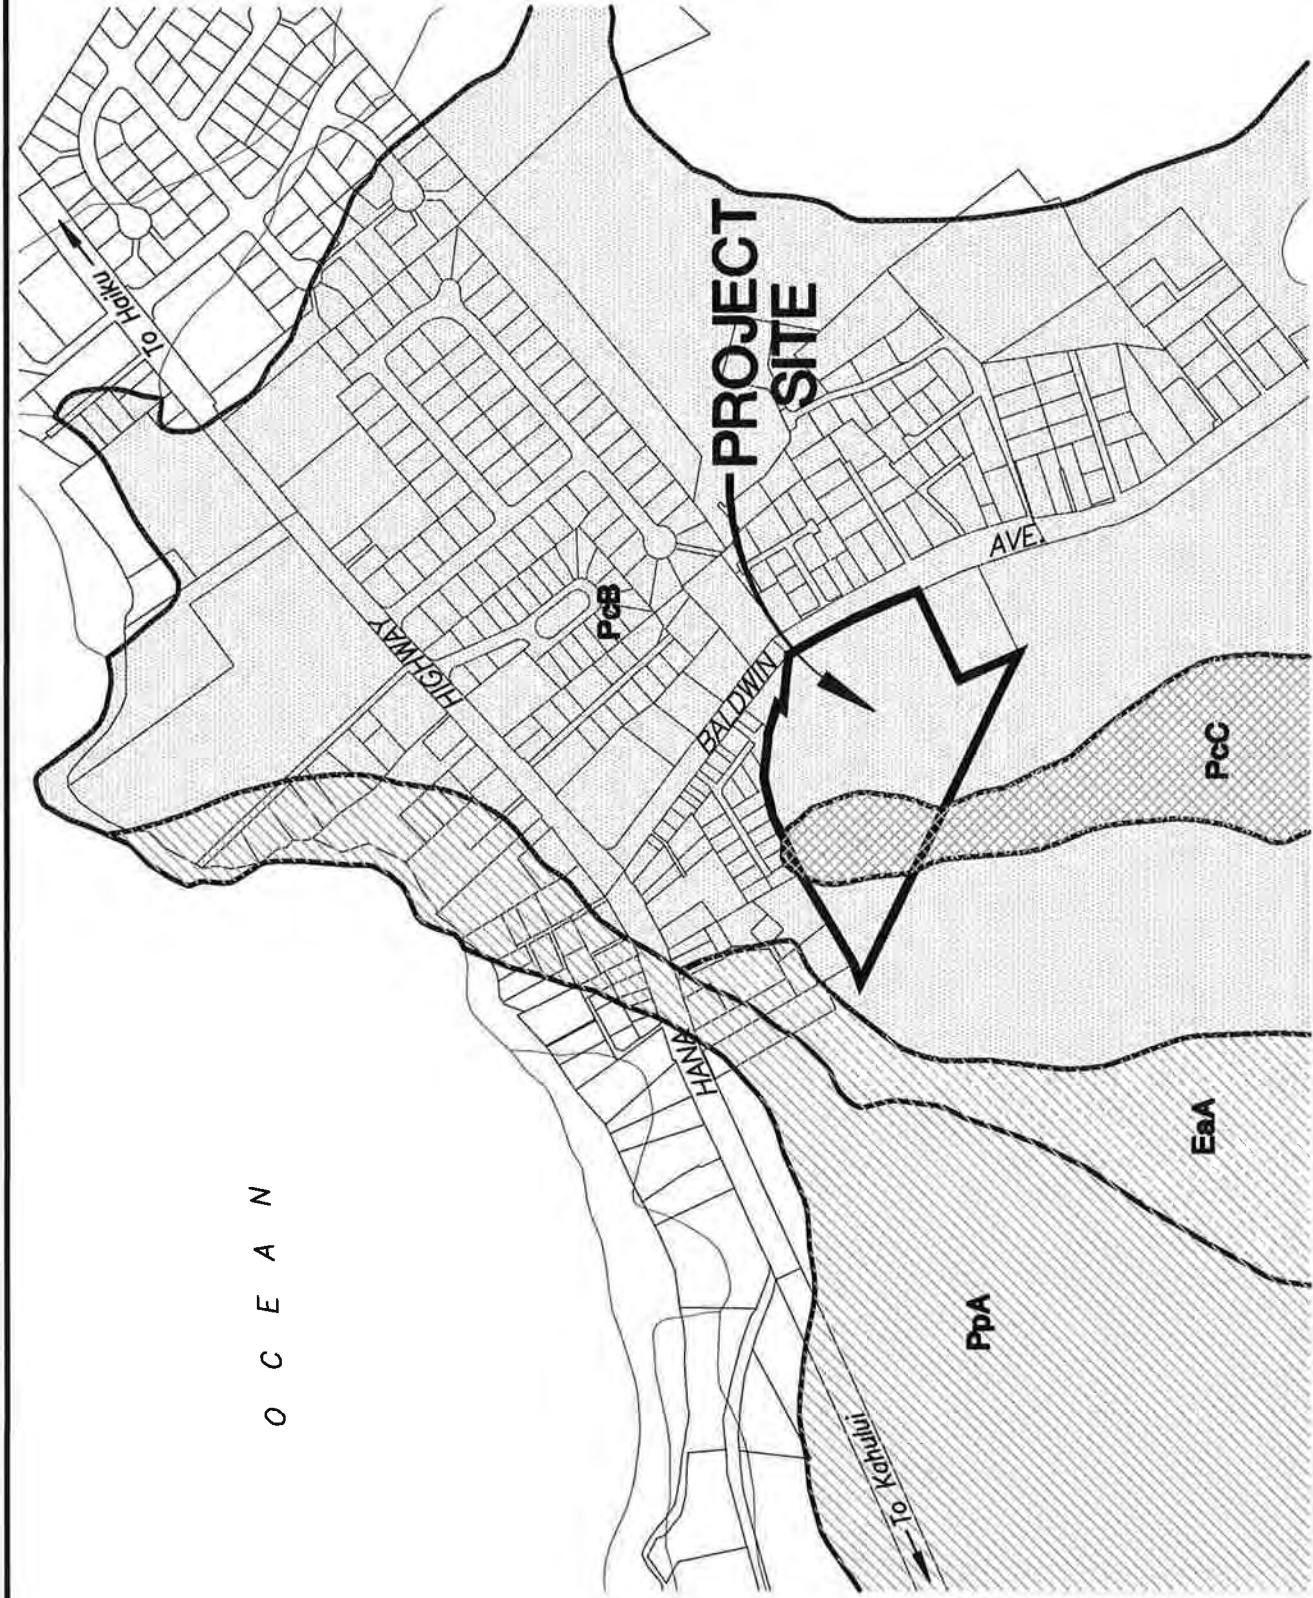 To Haiku
PROJECT
SITE
AVE.
HIGHWAY
PcB
BALDWIN
PcC
HANA
O C E A N
EaA
PpA
To Kahului